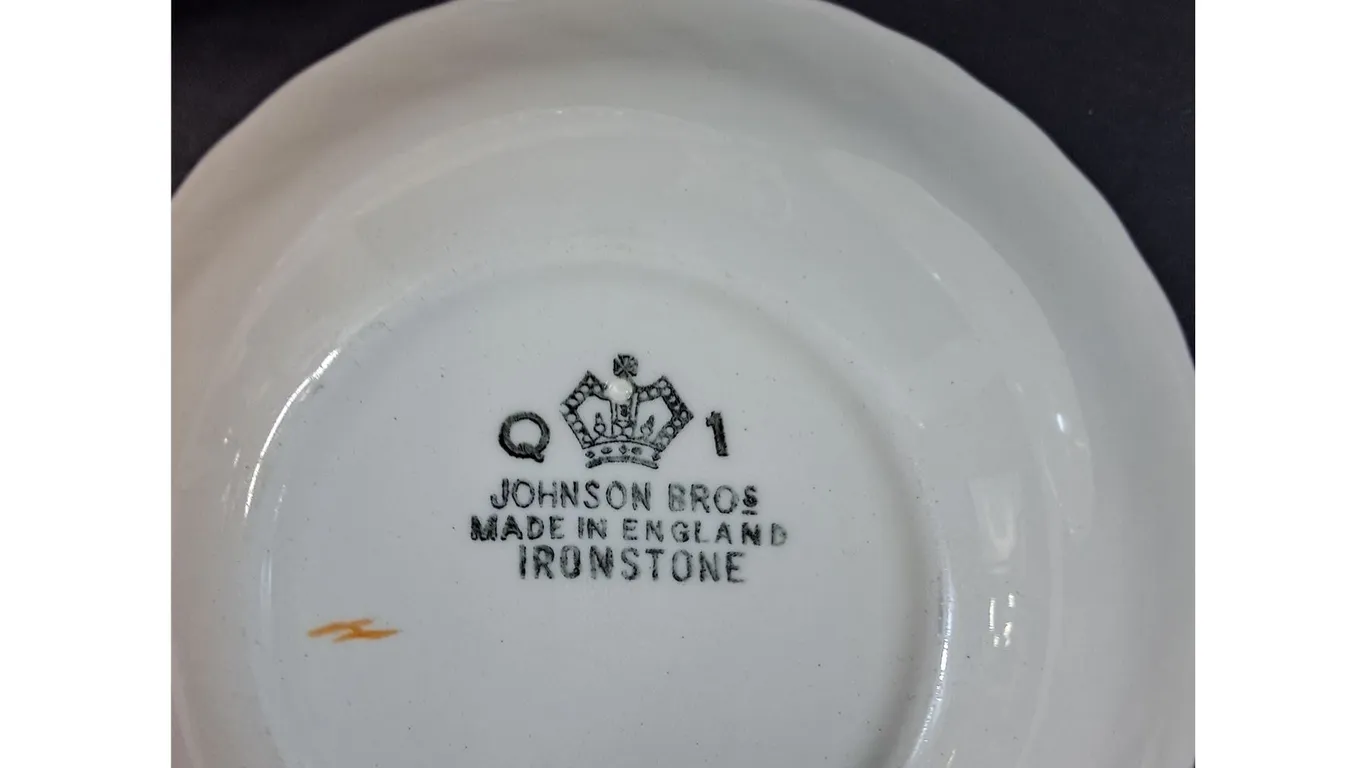 Q 1
JOHNSON BROS
MADE IN ENGLAND
IRONSTONE